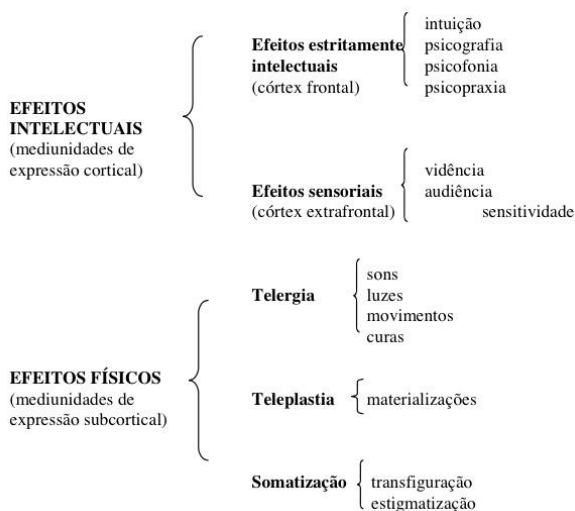 EFEITOS
INTELECTUAIS
(mediunidades de
expressão cortical)
Efeitos estritamente
intelectuais
(córtex frontal)
intuição
psicografia
psicofonia
psicopraxia
Efeitos sensoriais
(córtex extrafrontal)
vidência
audiência
sensitividade
EFEITOS FÍSICOS
(mediunidades de
expressão subcortical)
Telergia
sons
luzes
movimentos
curas
Teleplastia
materializações
Somatização
transfiguração
estigmatização